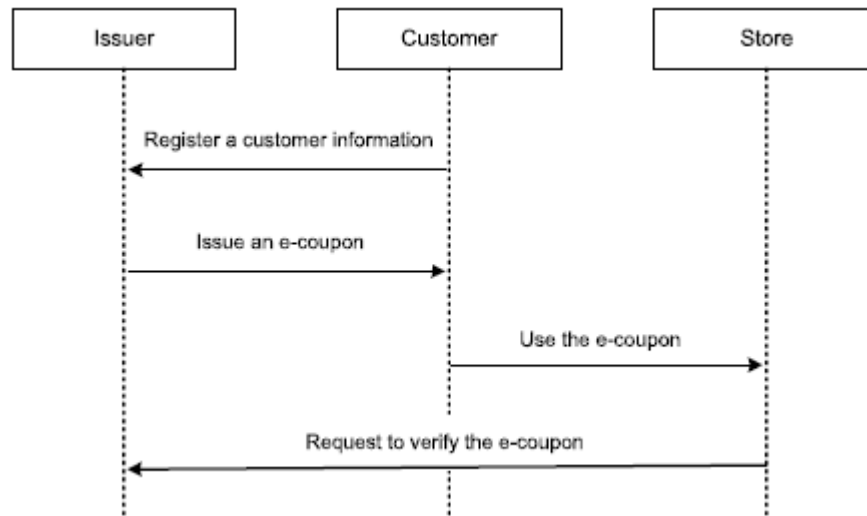 Issuer
Customer
Store
Register a customer information
Issue an e-coupon
Use the e-coupon
Request to verify the e-coupon